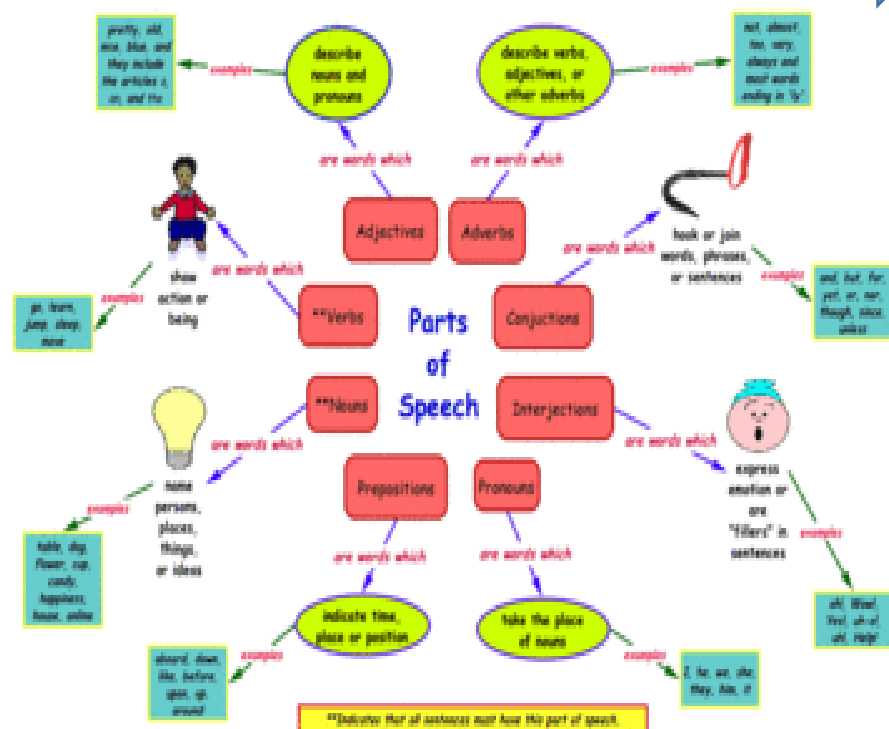 pretty, old,
nice, blue, and
they include
the articles
examples
describe
nouns and
pronouns
are words which
Adjectives
describe verbs,
adjectives, or
other adverbs
examples
not, almost,
too, very,
always and
most words
ending in "ly".
are words which
Adverbs
show
action or
being
are words which
examples
go, learn,
jump, sleep,
move
**Verbs
hook or join
words, phrases,
or sentences
are words which
examples
and, but, for,
yet, or, nor,
though, since,
unless
Conjuctions
Parts
of
Speech
**Nouns
are words which
name
persons,
places,
things,
or ideas
examples
table, dog,
flower, cup,
candy,
happiness,
house,
Interjections
are words which
express
emotion or
are
"fillers" in
sentences
examples
ah, Wow!,
Yes!,
uh, Help!
Prepositions
are words which
indicate time,
place or position
examples
aboard, down,
like, before,
upon, up,
around
Pronouns
are words which
take the place
of nouns
examples
I, he, we, she,
they, him, it
**Indicates that all sentences must have this part of speech.